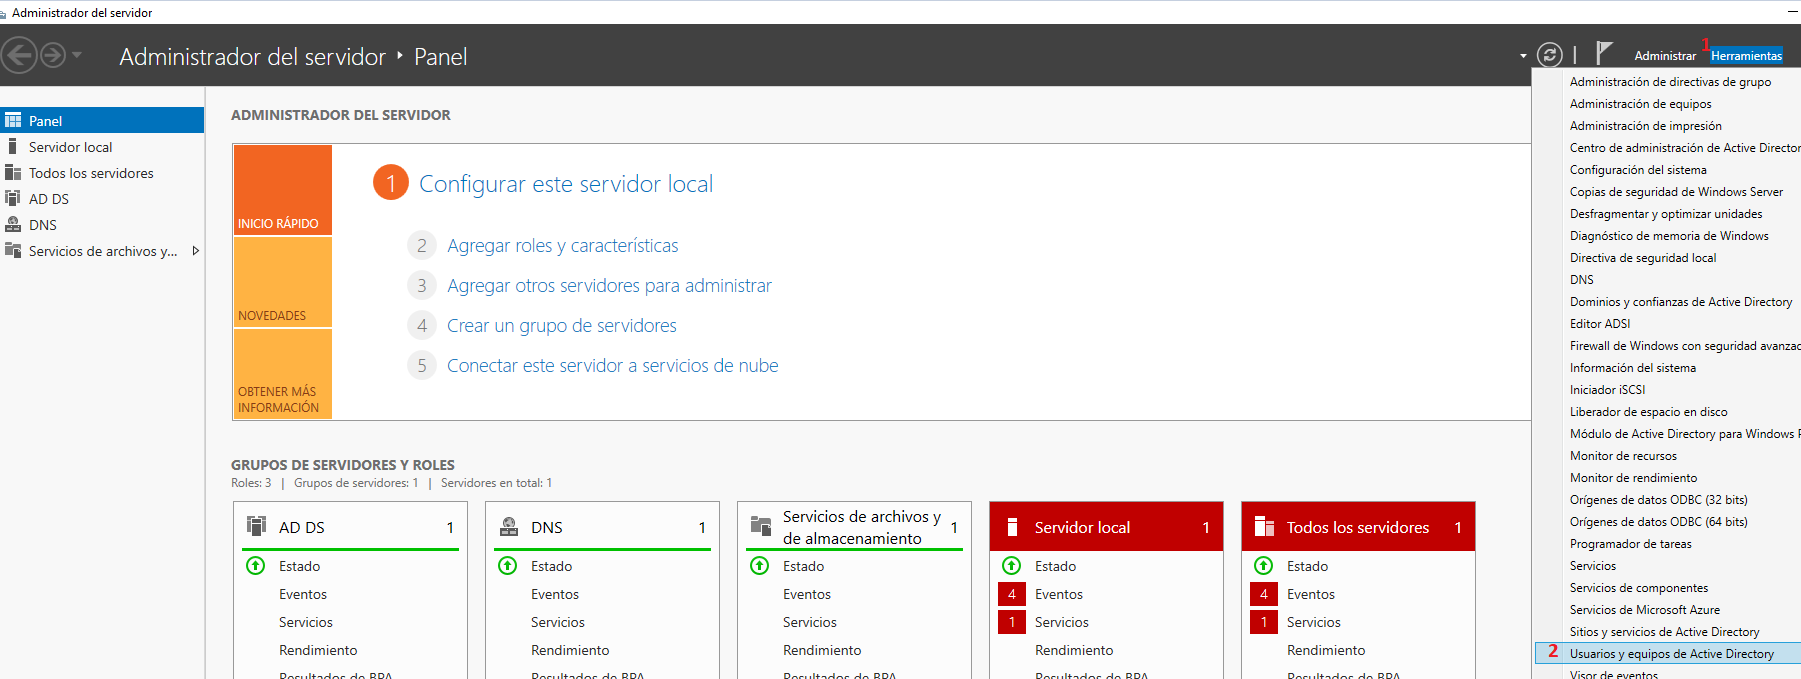 Administrador del servidor
Administrador del servidor ‣ Panel
Administrar
1
Herramientas
Panel
Servidor local
Todos los servidores
AD DS
DNS
Servicios de archivos y...
ADMINISTRADOR DEL SERVIDOR
INICIO RÁPIDO
NOVEDADES
OBTENER MÁS
INFORMACIÓN
1 Configurar este servidor local
2 Agregar roles y características
3 Agregar otros servidores para administrar
4 Crear un grupo de servidores
5 Conectar este servidor a servicios de nube
GRUPOS DE SERVIDORES Y ROLES
Roles: 3 | Grupos de servidores: 1 | Servidores en total: 1
AD DS 1
Estado
Eventos
Servicios
Rendimiento
Resultados de BPA
DNS 1
Estado
Eventos
Servicios
Rendimiento
Resultados de BPA
Servicios de archivos y
de almacenamiento 1
Estado
Eventos
Servicios
Rendimiento
Resultados de BPA
Servidor local 1
Estado
4 Eventos
1 Servicios
Rendimiento
Resultados de BPA
Todos los servidores 1
Estado
4 Eventos
1 Servicios
Rendimiento
Resultados de BPA
Administración de directivas de grupo
Administración de equipos
Administración de impresión
Centro de administración de Active Director
Configuración del sistema
Copias de seguridad de Windows Server
Desfragmentar y optimizar unidades
Diagnóstico de memoria de Windows
Directiva de seguridad local
DNS
Dominios y confianzas de Active Directory
Editor ADSI
Firewall de Windows con seguridad avanzad
Información del sistema
Iniciador iSCSI
Liberador de espacio en disco
Módulo de Active Directory para Windows P
Monitor de recursos
Monitor de rendimiento
Orígenes de datos ODBC (32 bits)
Orígenes de datos ODBC (64 bits)
Programador de tareas
Servicios
Servicios de componentes
Servicios de Microsoft Azure
Sitios y servicios de Active Directory
2 Usuarios y equipos de Active Directory
Visor de eventos